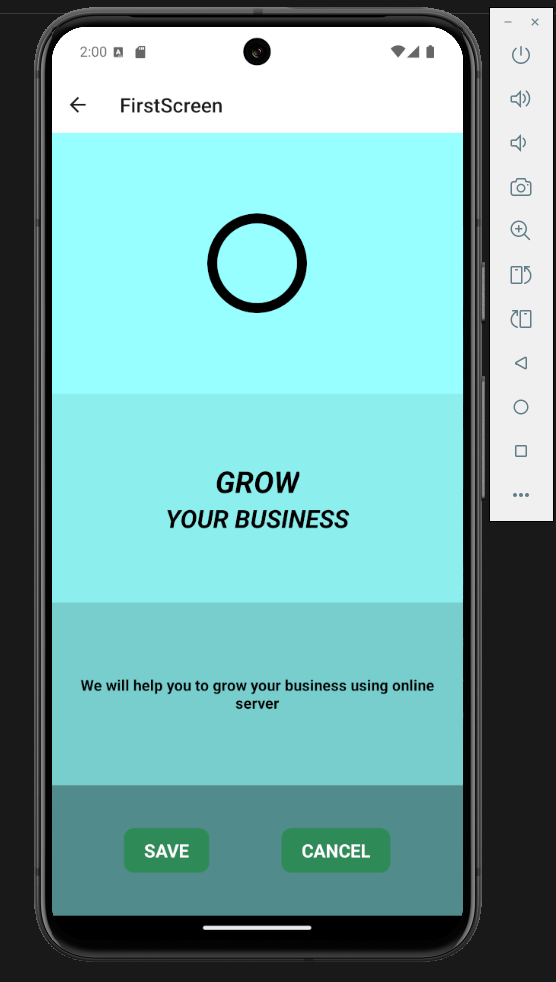 2:00
FirstScreen
GROW
YOUR BUSINESS
We will help you to grow your business using online
server
SAVE
CANCEL